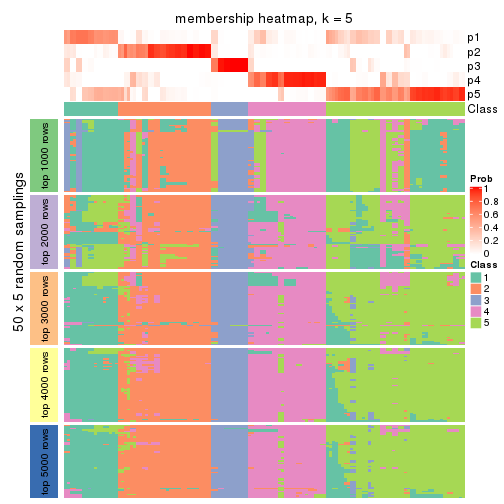 membership heatmap, k = 5
p1
p2
p3
p4
p5
Class
50 x 5 random samplings
top 1000 rows
top 2000 rows
top 3000 rows
top 4000 rows
top 5000 rows
Prob
1
0.8
0.6
0.4
0.2
0
Class
1
2
3
4
5